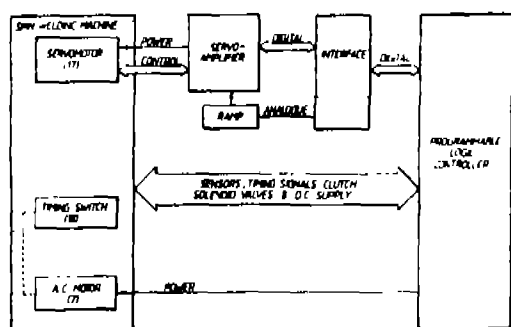 SPIN WELDING MACHINE
SERVOMOTOR
(17)
POWER
CONTROL
SERVO-
AMPLIFIER
DIGITAL
INTERFACE
DIGITAL
RAMP
ANALOGUE
PROGRAMMABLE
LOGIC
CONTROLLER
SENSORS, TIMING SIGNALS CLUTCH
SOLENOID VALVES & D.C. SUPPLY
TIMING SWITCH
A.C. MOTOR
(7)
POWER